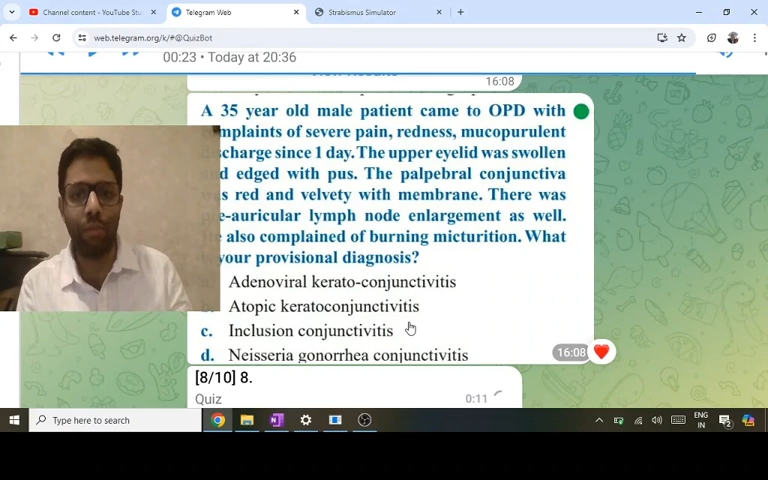 Channel content - YouTube Stu
Telegram Web
Strabismus Simulator
web.telegram.org/k/#@QuizBot
00:23 • Today at 20:36
16:08
A 35 year old male patient came to OPD with
mplaints of severe pain, redness, mucopurulent
scharge since 1 day. The upper eyelid was swollen
d edged with pus. The palpebral conjunctiva
s red and velvety with membrane. There was
e-auricular lymph node enlargement as well.
also complained of burning micturition. What
your provisional diagnosis?
Adenoviral kerato-conjunctivitis
Atopic keratoconjunctivitis
c. Inclusion conjunctivitis
d. Neisseria gonorrhea conjunctivitis
16:08
[8/10] 8.
Quiz
0:11
Type here to search
ENG
IN
2